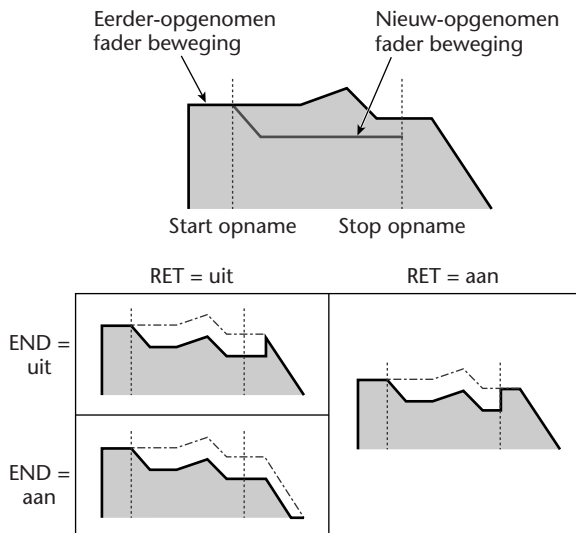 Eerder-opgenomen
fader beweging
Nieuw-opgenomen
fader beweging
Start opname
Stop opname
RET = uit
RET = aan
END =
uit
END =
aan